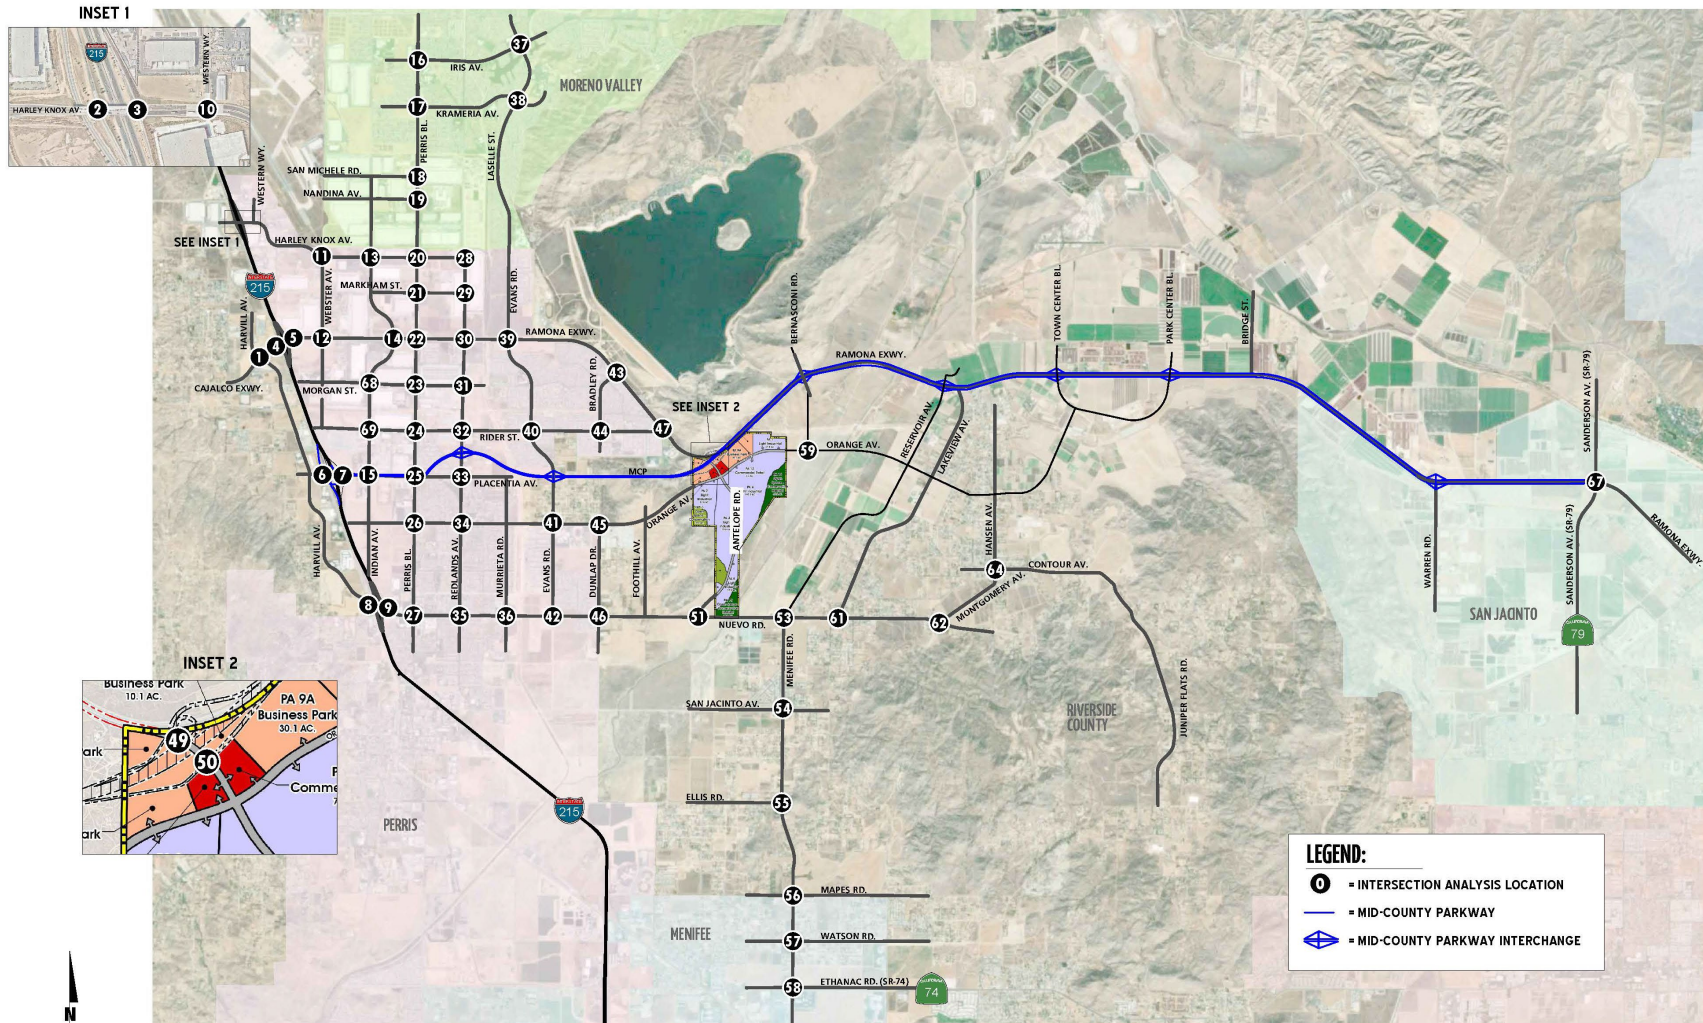 INSET 1
215
WESTERN WY.
HARLEY KNOX AV.
2
3
10
37
16
IRIS AV.
MORENO VALLEY
38
17
KRAMERIA AV.
PERRIS BL.
LASELLE ST.
WESTERN WY.
SAN MICHELE RD.
18
NANDINA AV.
19
SEE INSET 1
HARLEY KNOX AV.
11
13
20
28
215
WEBSTER AV.
MARKHAM ST.
21
29
EVANS RD.
BERNASCONI RD.
TOWN CENTER BL.
PARK CENTER BL.
BRIDGE ST.
HARVILL AV.
1
4
5
12
14
22
30
39
RAMONA EXWY.
RAMONA EXWY.
SANDERSON AV. (SR-79)
CAJALCO EXWY.
MORGAN ST.
68
23
31
BRADLEY RD.
43
SEE INSET 2
69
24
32
RIDER ST.
40
44
47
59
ORANGE AV.
RESERVOIR AV.
LAKEVIEW AV.
6
7
15
25
33
PLACENTIA AV.
MCP
67
RAMONA EXWY.
26
34
41
45
ORANGE AV.
ANTELOPE RD.
HANSEN AV.
HARVILL AV.
INDIAN AV.
PERRIS BL.
REDLANDS AV.
MURRIETA RD.
EVANS RD.
DUNLAP DR.
FOOTHILL AV.
WARREN RD.
SANDERSON AV. (SR-79)
64
CONTOUR AV.
MONTGOMERY AV.
8
9
27
35
36
42
46
51
NUEVO RD.
53
61
62
SAN JACINTO
CALIFORNIA
79
MENIFEE RD.
JUNIPER FLATS RD.
INSET 2
Business Park
10.1 AC.
PA 9A
Business Park
30.1 AC.
49
50
ark
Comme
ark
SAN JACINTO AV.
54
RIVERSIDE
COUNTY
ELLIS RD.
55
215
PERRIS
56
MAPES RD.
MENIFEE
57
WATSON RD.
58
ETHANAC RD. (SR-74)
CALIFORNIA
74
LEGEND:
0 = INTERSECTION ANALYSIS LOCATION
= MID-COUNTY PARKWAY
= MID-COUNTY PARKWAY INTERCHANGE
N